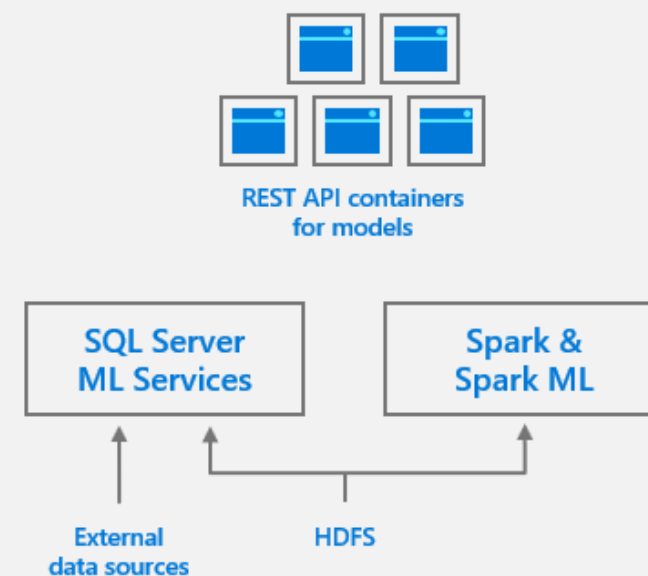 REST API containers
for models
SQL Server
ML Services
Spark &
Spark ML
External
data sources
HDFS